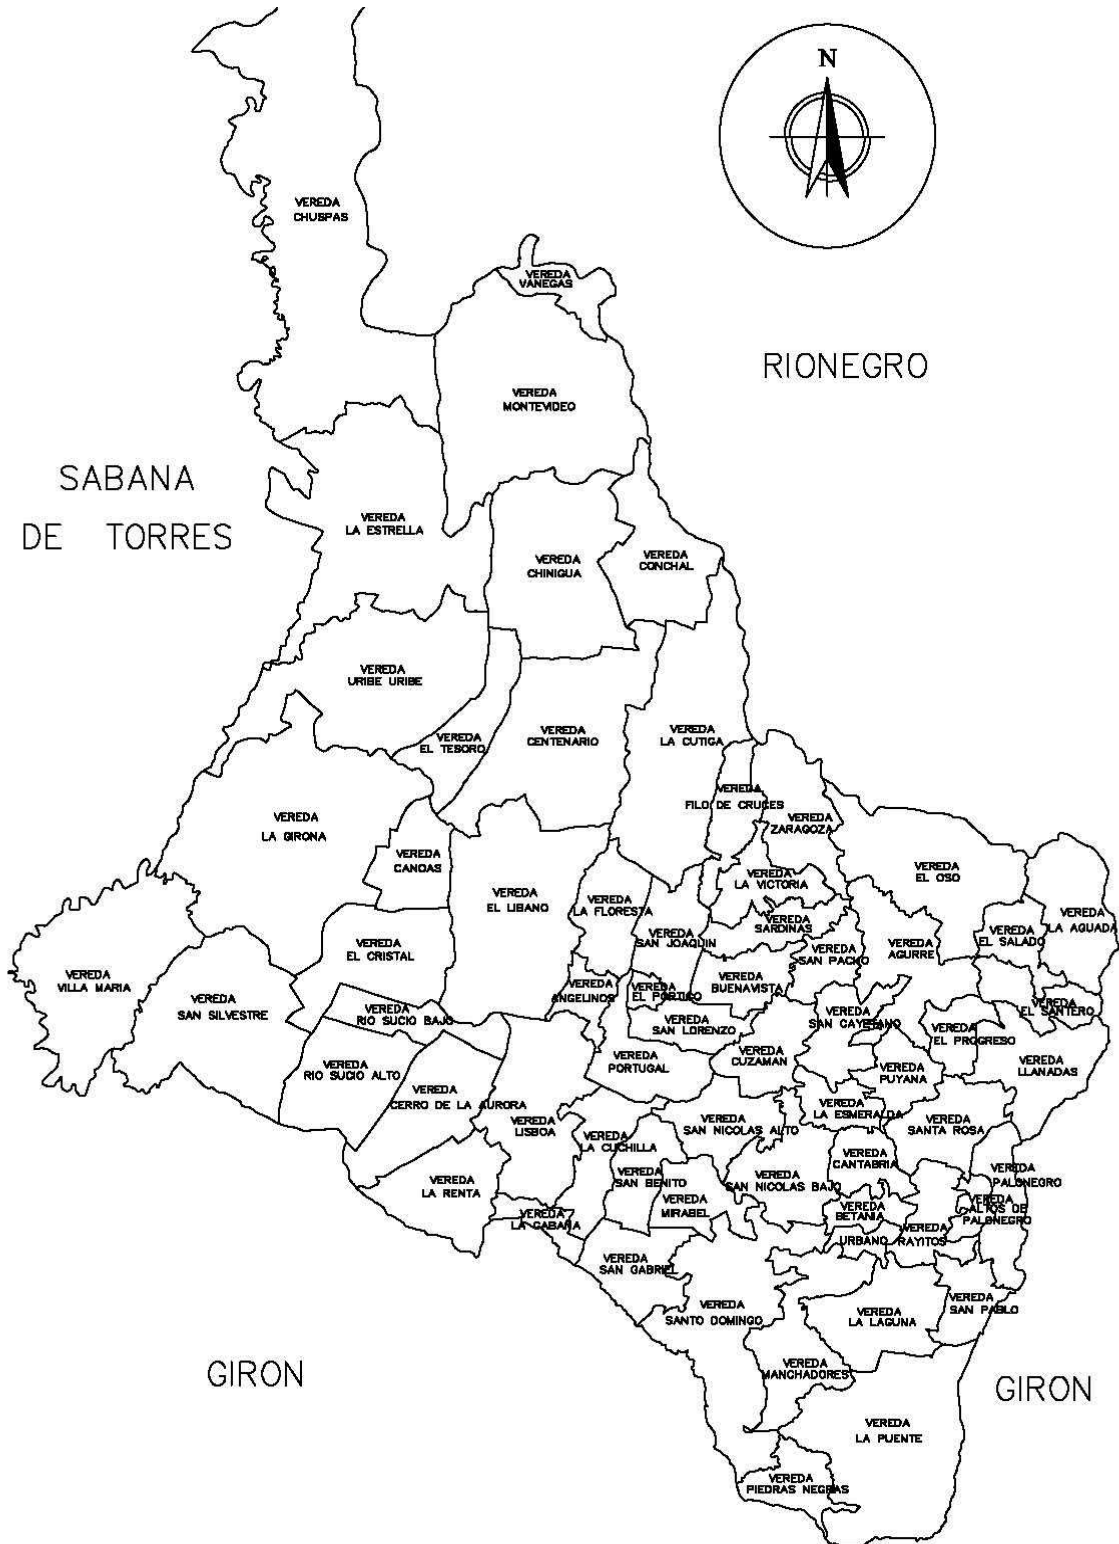 N
VEREDA
CHUSPAS
VEREDA
VANEGAS
RIONEGRO
VEREDA
MONTEVIDEO
SABANA
DE TORRES
VEREDA
LA ESTRELLA
VEREDA
CHINIGUA
VEREDA
CONCHAL
VEREDA
URIBE URIBE
VEREDA
EL TESORO
VEREDA
CENTENARIO
VEREDA
LA CUTIGA
VEREDA
FILO DE CRUCES
VEREDA
ZARAGOZA
VEREDA
LA GIRONA
VEREDA
CANOAS
VEREDA
EL LIBANO
VEREDA
LA FLORESTA
VEREDA
LA VICTORIA
VEREDA
EL OSO
VEREDA
SAN JOAQUIN
VEREDA
SARDINAS
VEREDA
SAN PACHO
VEREDA
AGURRE
VEREDA
EL SALADO
VEREDA
LA AGUADA
VEREDA
EL CRISTAL
VEREDA
VILLA MARIA
VEREDA
SAN SILVESTRE
VEREDA
RIO SUCIO BAJO
VEREDA
ANGELINOS
VEREDA
EL PORTICO
VEREDA
BUENAVISTA
VEREDA
SAN LORENZO
VEREDA
SAN CAYETANO
VEREDA
EL SANTERO
VEREDA
EL PROGRESO
VEREDA
RIO SUCIO ALTO
VEREDA
PORTUGAL
VEREDA
CUZAMAN
VEREDA
PUYANA
VEREDA
LLANADAS
VEREDA
CERRO DE LA AURORA
VEREDA
LISBOA
VEREDA
LA CUCHILLA
VEREDA
SAN NICOLAS ALTO
VEREDA
LA ESMERALDA
VEREDA
SANTA ROSA
VEREDA
LA RENTA
VEREDA
SAN BENITO
VEREDA
SAN NICOLAS BAJO
VEREDA
CANTABRIA
VEREDA
PALONEGRO
VEREDA
LA CABAÑA
VEREDA
MIRABEL
VEREDA
BETANIA
VEREDA
ALTOS DE
PALONEGRO
URBANO
VEREDA
RAYITOS
VEREDA
SAN GABRIEL
VEREDA
SANTO DOMINGO
VEREDA
LA LAGUNA
VEREDA
SAN PABLO
GIRON
VEREDA
MANCHADORES
GIRON
VEREDA
LA PUENTE
VEREDA
PIEDRAS NEGRAS